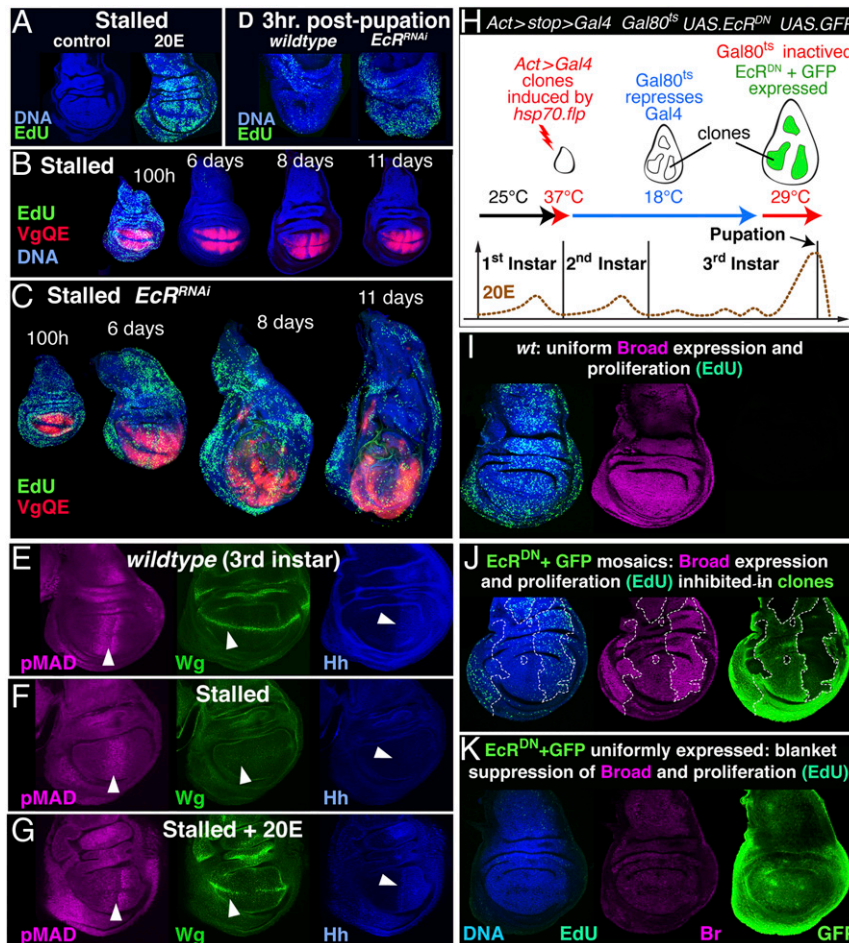 A
Stalled
control
20E
DNA
EdU
D 3hr. post-pupation
wildtype
EcR^RNAi
DNA
EdU
B Stalled
100h
6 days
8 days
11 days
EdU
VgQE
DNA
C Stalled EcR^RNAi
100h
6 days
8 days
11 days
EdU
VgQE
E wildtype (3rd instar)
pMAD
Wg
Hh
F Stalled
pMAD
Wg
Hh
G Stalled + 20E
pMAD
Wg
Hh
H Act>stop>Gal4 Gal80^ts UAS.EcR^DN UAS.GFP
Act>Gal4
clones
induced by
hsp70.flp
Gal80^ts
represses
Gal4
Gal80^ts inactived
EcR^DN + GFP
expressed
clones
25°C
37°C
18°C
29°C
Pupation
1st Instar
2nd Instar
3rd Instar
20E
I wt: uniform Broad expression and
proliferation (EdU)
J EcR^DN + GFP mosaics: Broad expression
and proliferation (EdU) inhibited in clones
K EcR^DN+GFP uniformly expressed: blanket
suppression of Broad and proliferation (EdU)
DNA
EdU
Br
GFP